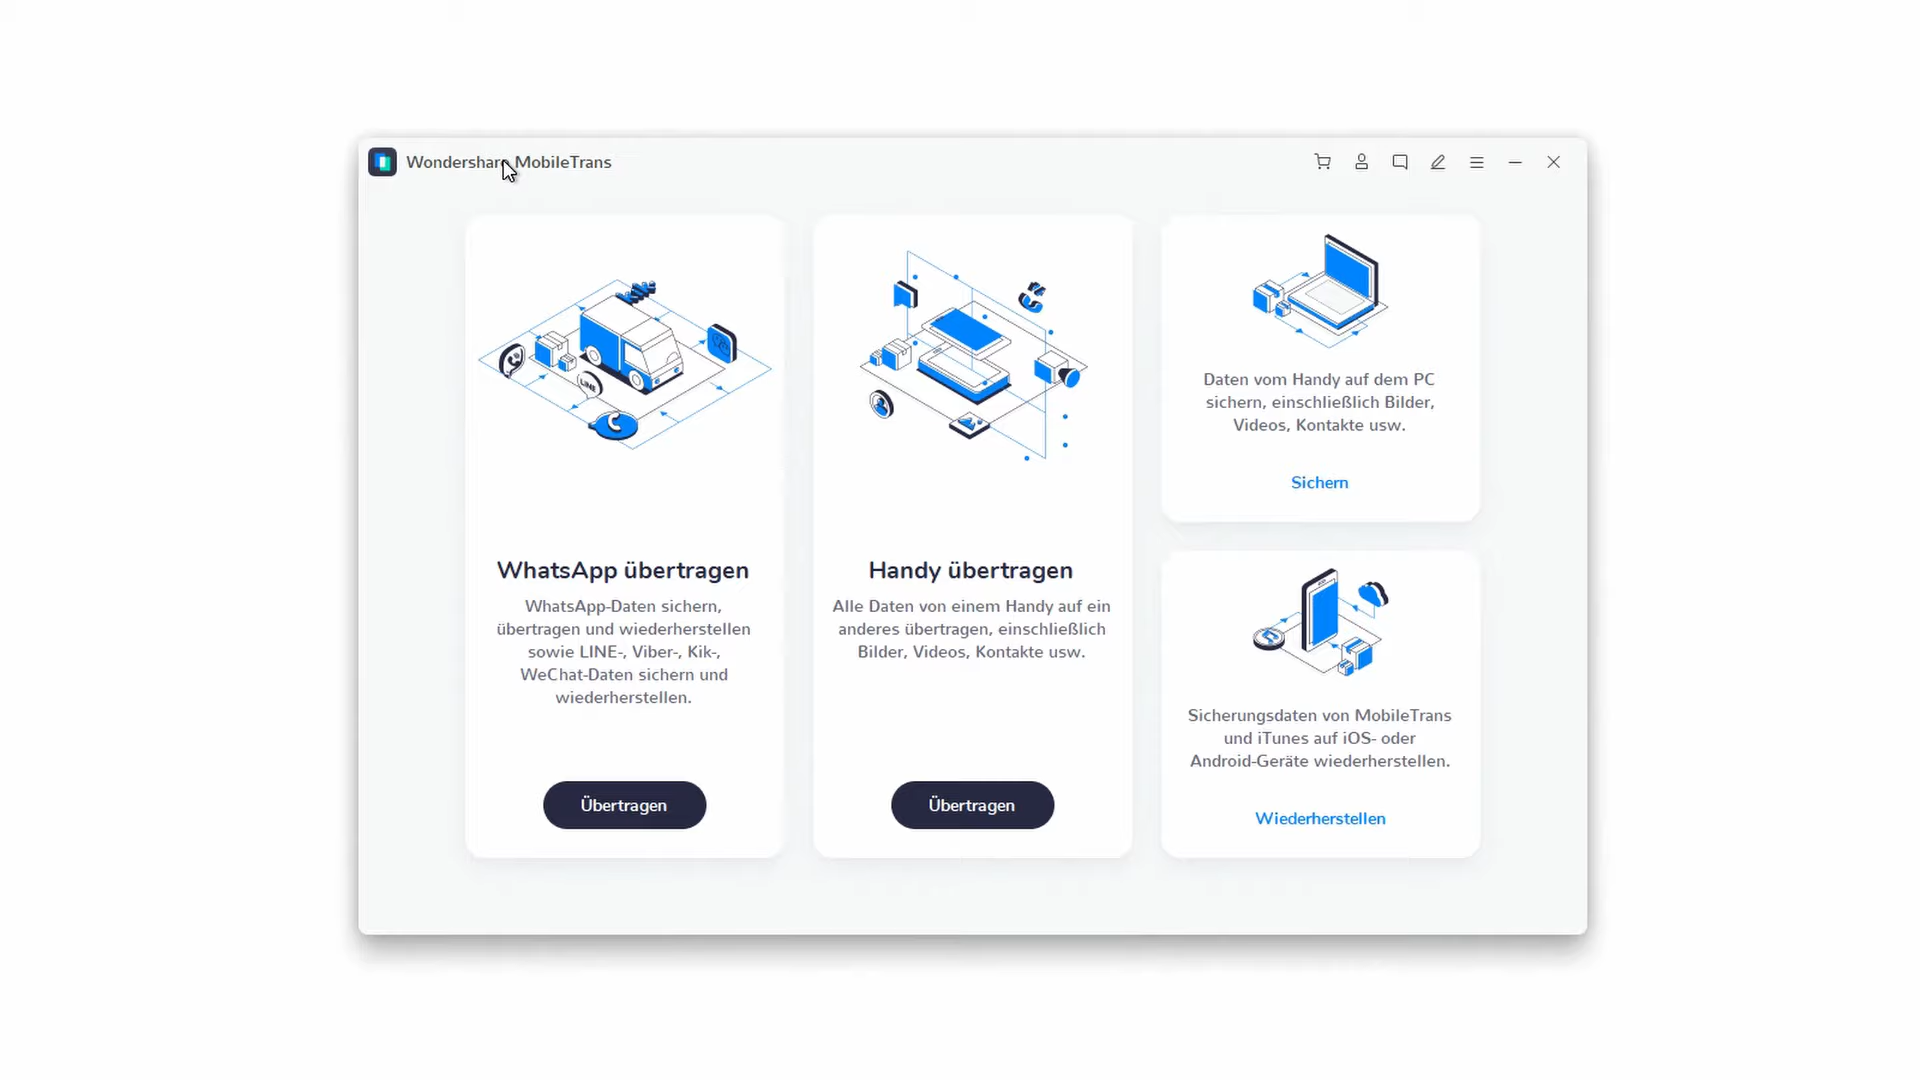 Wondershare MobileTrans
WhatsApp übertragen
WhatsApp-Daten sichern,
übertragen und wiederherstellen
sowie LINE-, Viber-, Kik-,
WeChat-Daten sichern und
wiederherstellen.
Übertragen
Handy übertragen
Alle Daten von einem Handy auf ein
anderes übertragen, einschließlich
Bilder, Videos, Kontakte usw.
Übertragen
Daten vom Handy auf dem PC
sichern, einschließlich Bilder,
Videos, Kontakte usw.
Sichern
Sicherungsdaten von MobileTrans
und iTunes auf iOS- oder
Android-Geräte wiederherstellen.
Wiederherstellen
LINE